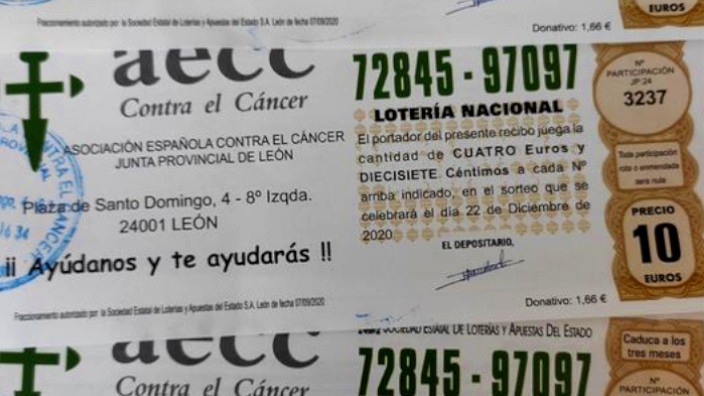 Fraccionamiento autorizado por la Sociedad Estatal de Loterías y Apuestas del Estado S.A. León de fecha 07/09/2020
Donativo: 1,66 €
EUROS
aecc
Contra el Cáncer
ASOCIACIÓN ESPAÑOLA CONTRA EL CÁNCER
JUNTA PROVINCIAL DE LEÓN
Plaza de Santo Domingo, 4 - 8º Izqda.
24001 LEÓN
¡¡ Ayúdanos y te ayudarás !!
Fraccionamiento autorizado por la Sociedad Estatal de Loterías y Apuestas del Estado S.A. León de fecha 07/09/2020
72845 - 97097
LOTERÍA NACIONAL
El portador del presente recibo juega la
cantidad de CUATRO Euros y
DIECISIETE Céntimos a cada Nº
arriba indicado, en el sorteo que se
celebrará el día 22 de Diciembre de
2020
EL DEPOSITARIO,
Donativo: 1,66 €
Nº
PARTICIPACIÓN
JP-24
3237
Toda participación
rota o enmendada
será nula
PRECIO
10
EUROS
aecc
Contra el Cáncer
SOCIEDAD ESTATAL DE LOTERÍAS Y APUESTAS DEL ESTADO
72845 - 97097
Caduca a los
tres meses
Nº
PARTICIPACIÓN